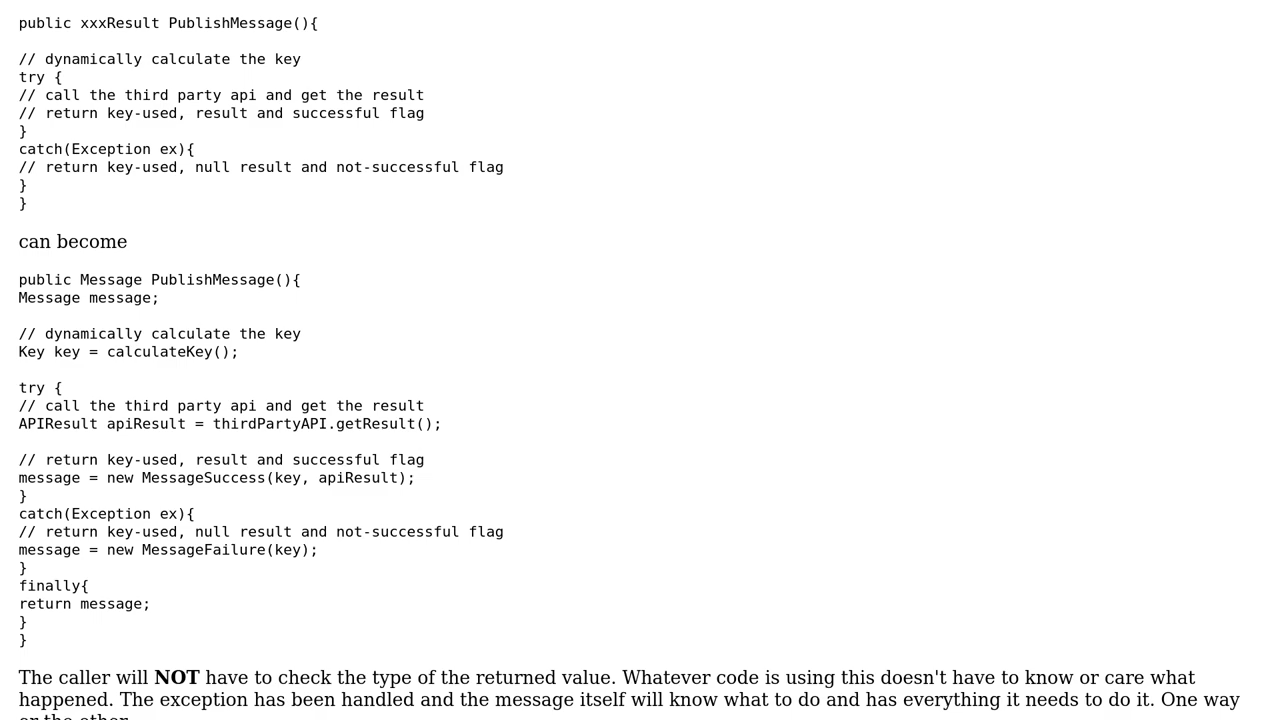 public xxxResult PublishMessage(){
// dynamically calculate the key
try {
// call the third party api and get the result
// return key-used, result and successful flag
}
catch(Exception ex){
// return key-used, null result and not-successful flag
}
}
can become
public Message PublishMessage(){
Message message;
// dynamically calculate the key
Key key = calculateKey();
try {
// call the third party api and get the result
APIResult apiResult = thirdPartyAPI.getResult();
// return key-used, result and successful flag
message = new MessageSuccess(key, apiResult);
}
catch(Exception ex){
// return key-used, null result and not-successful flag
message = new MessageFailure(key);
}
finally{
return message;
}
}
The caller will NOT have to check the type of the returned value. Whatever code is using this doesn't have to know or care what
happened. The exception has been handled and the message itself will know what to do and has everything it needs to do it. One way
or the other.